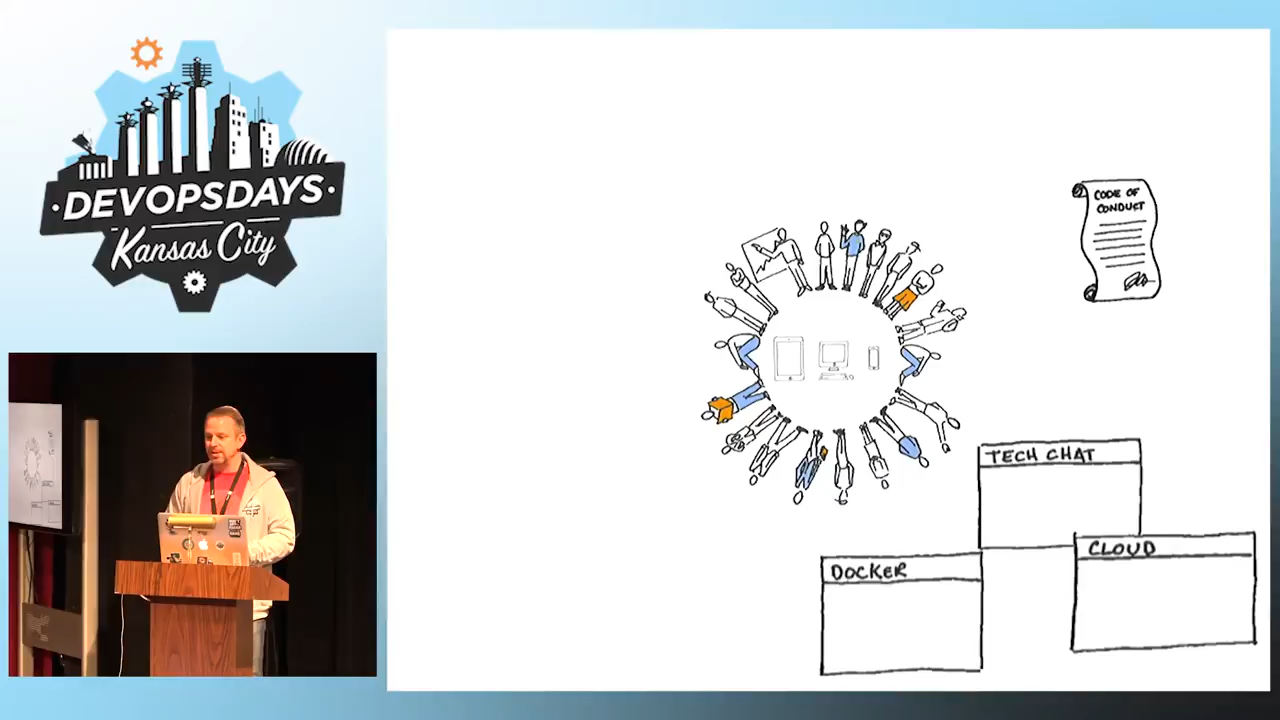 DEVOPSDAYS
Kansas City
CODE OF
CONDUCT
TECH CHAT
CLOUD
DOCKER